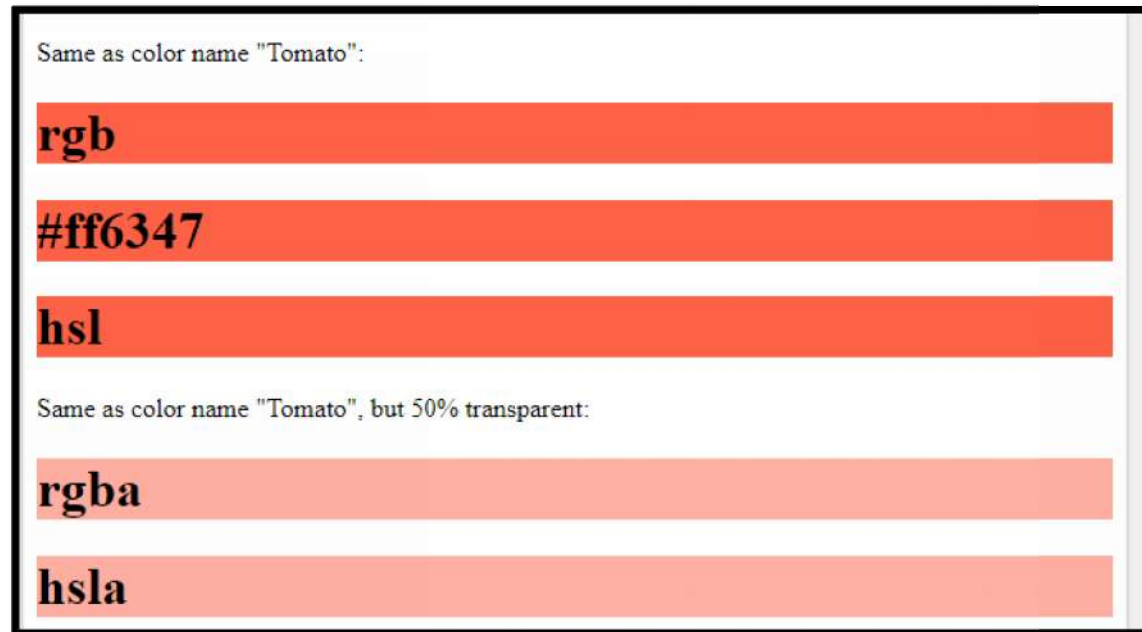 Same as color name "Tomato":
rgb
#ff6347
hsl
Same as color name "Tomato", but 50% transparent:
rgba
hsla